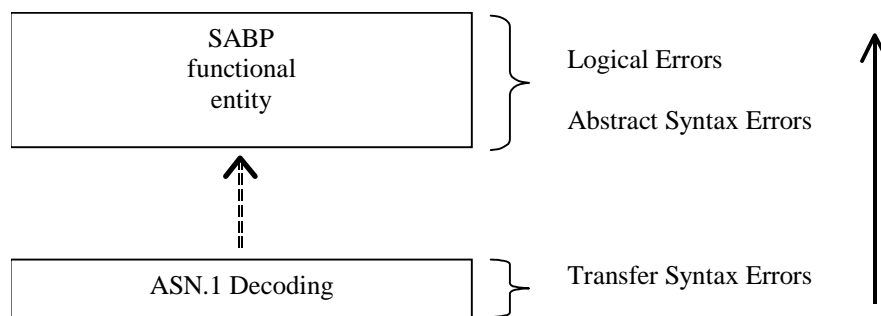 SABP
functional
entity
Logical Errors
Abstract Syntax Errors
ASN.1 Decoding
Transfer Syntax Errors